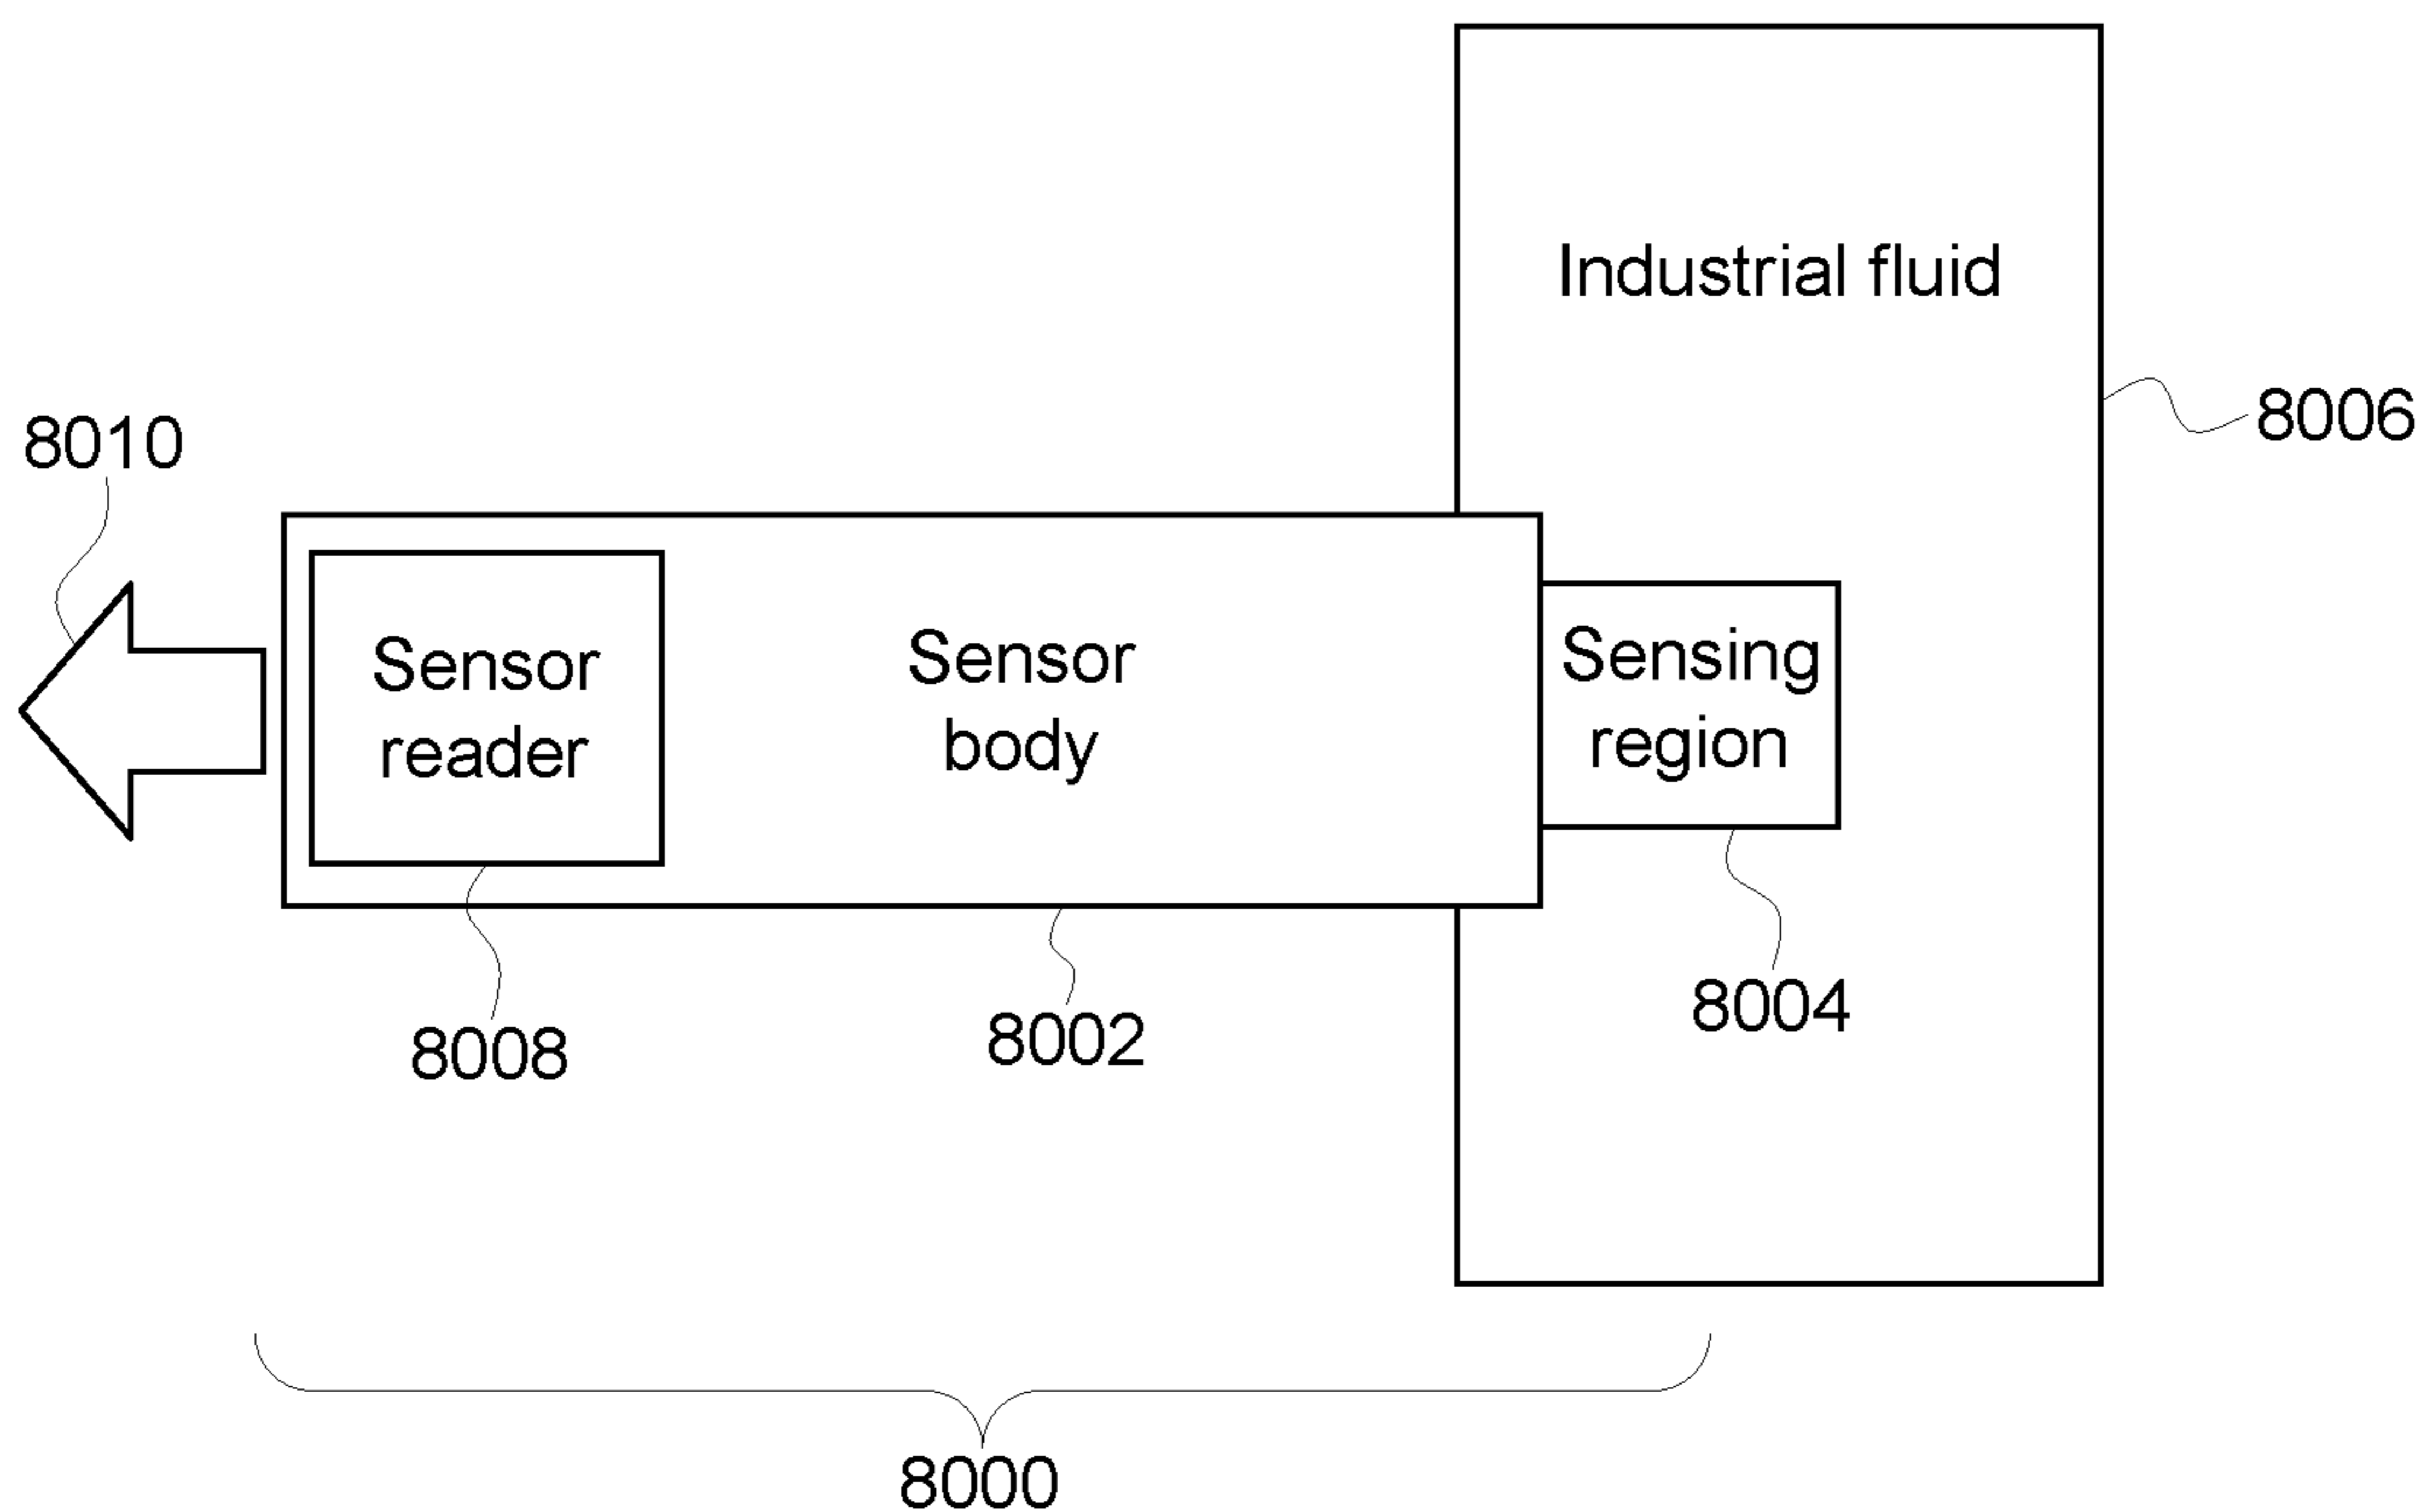 Industrial fluid
8006
8010
Sensor
reader
Sensor
body
Sensing
region
8008
8002
8004
8000